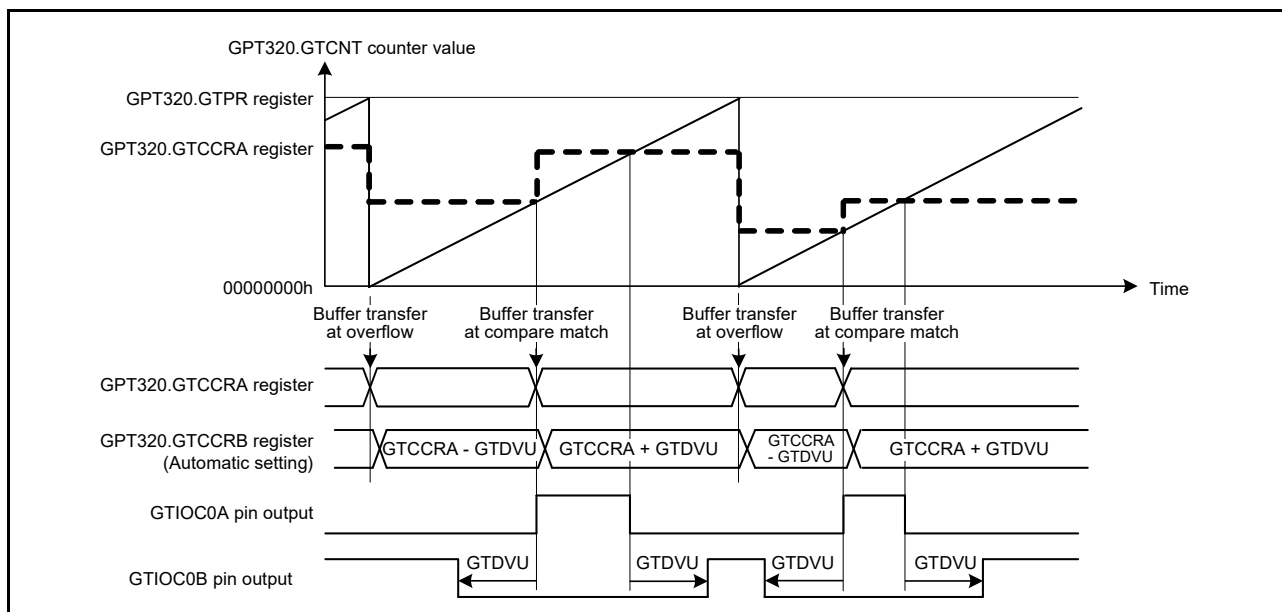 GPT320.GTCNT counter value
GPT320.GTPR register
GPT320.GTCCRA register
00000000h
Time
Buffer transfer
at overflow
Buffer transfer
at compare match
Buffer transfer
at overflow
Buffer transfer
at compare match
GPT320.GTCCRA register
GPT320.GTCCRB register
(Automatic setting)
GTCCRA - GTDVU
GTCCRA + GTDVU
GTCCRA
- GTDVU
GTCCRA + GTDVU
GTIOC0A pin output
GTIOC0B pin output
GTDVU
GTDVU
GTDVU
GTDVU